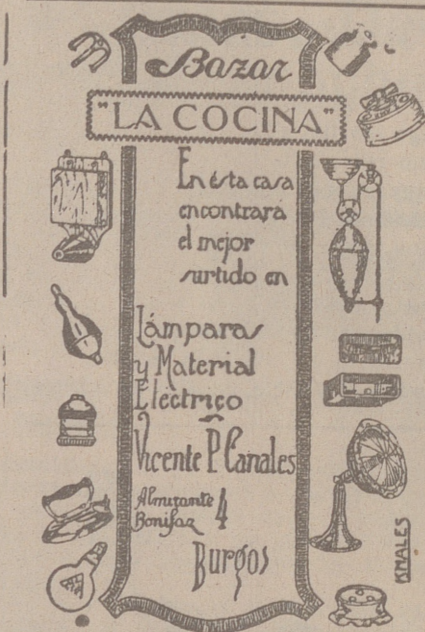 Bazar
"LA COCINA"
En ésta casa
encontrará
el mejor
surtido en
Lámparas
y Material
Eléctrico
Vicente P. Canales
Almirante
Bonifaz 4
Burgos